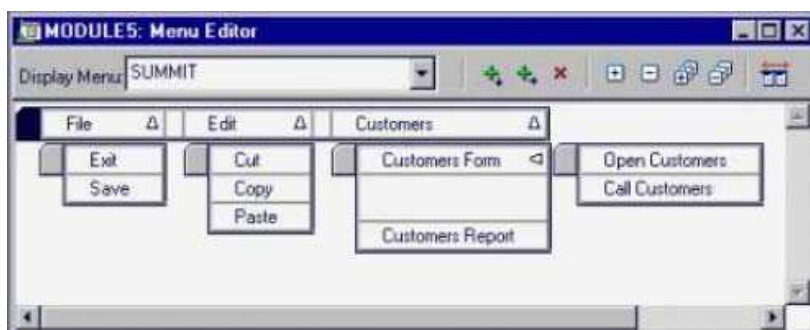 MODULE5: Menu Editor
Display Menu: SUMMIT
File Edit Customers
Exit Cut Customers Form Open Customers
Save Copy Call Customers
Paste
Customers Report